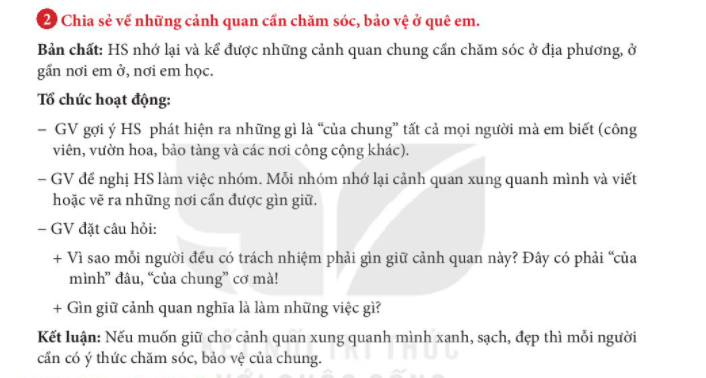 2 Chia sẻ về những cảnh quan cần chăm sóc, bảo vệ ở quê em.
Bản chất: HS nhớ lại và kể được những cảnh quan chung cần chăm sóc ở địa phương, ở
gần nơi em ở, nơi em học.
Tổ chức hoạt động:
– GV gợi ý HS phát hiện ra những gì là “của chung” tất cả mọi người mà em biết (công
viên, vườn hoa, bảo tàng và các nơi công cộng khác).
– GV đề nghị HS làm việc nhóm. Mỗi nhóm nhớ lại cảnh quan xung quanh mình và viết
hoặc vẽ ra những nơi cần được gìn giữ.
– GV đặt câu hỏi:
+ Vì sao mỗi người đều có trách nhiệm phải gìn giữ cảnh quan này? Đây có phải “của
mình” đâu, “của chung” cơ mà!
+ Gìn giữ cảnh quan nghĩa là làm những việc gì?
Kết luận: Nếu muốn giữ cho cảnh quan xung quanh mình xanh, sạch, đẹp thì mỗi người
KẾT NỐI TRI THỨC
cần có ý thức chăm sóc, bảo vệ của chung.